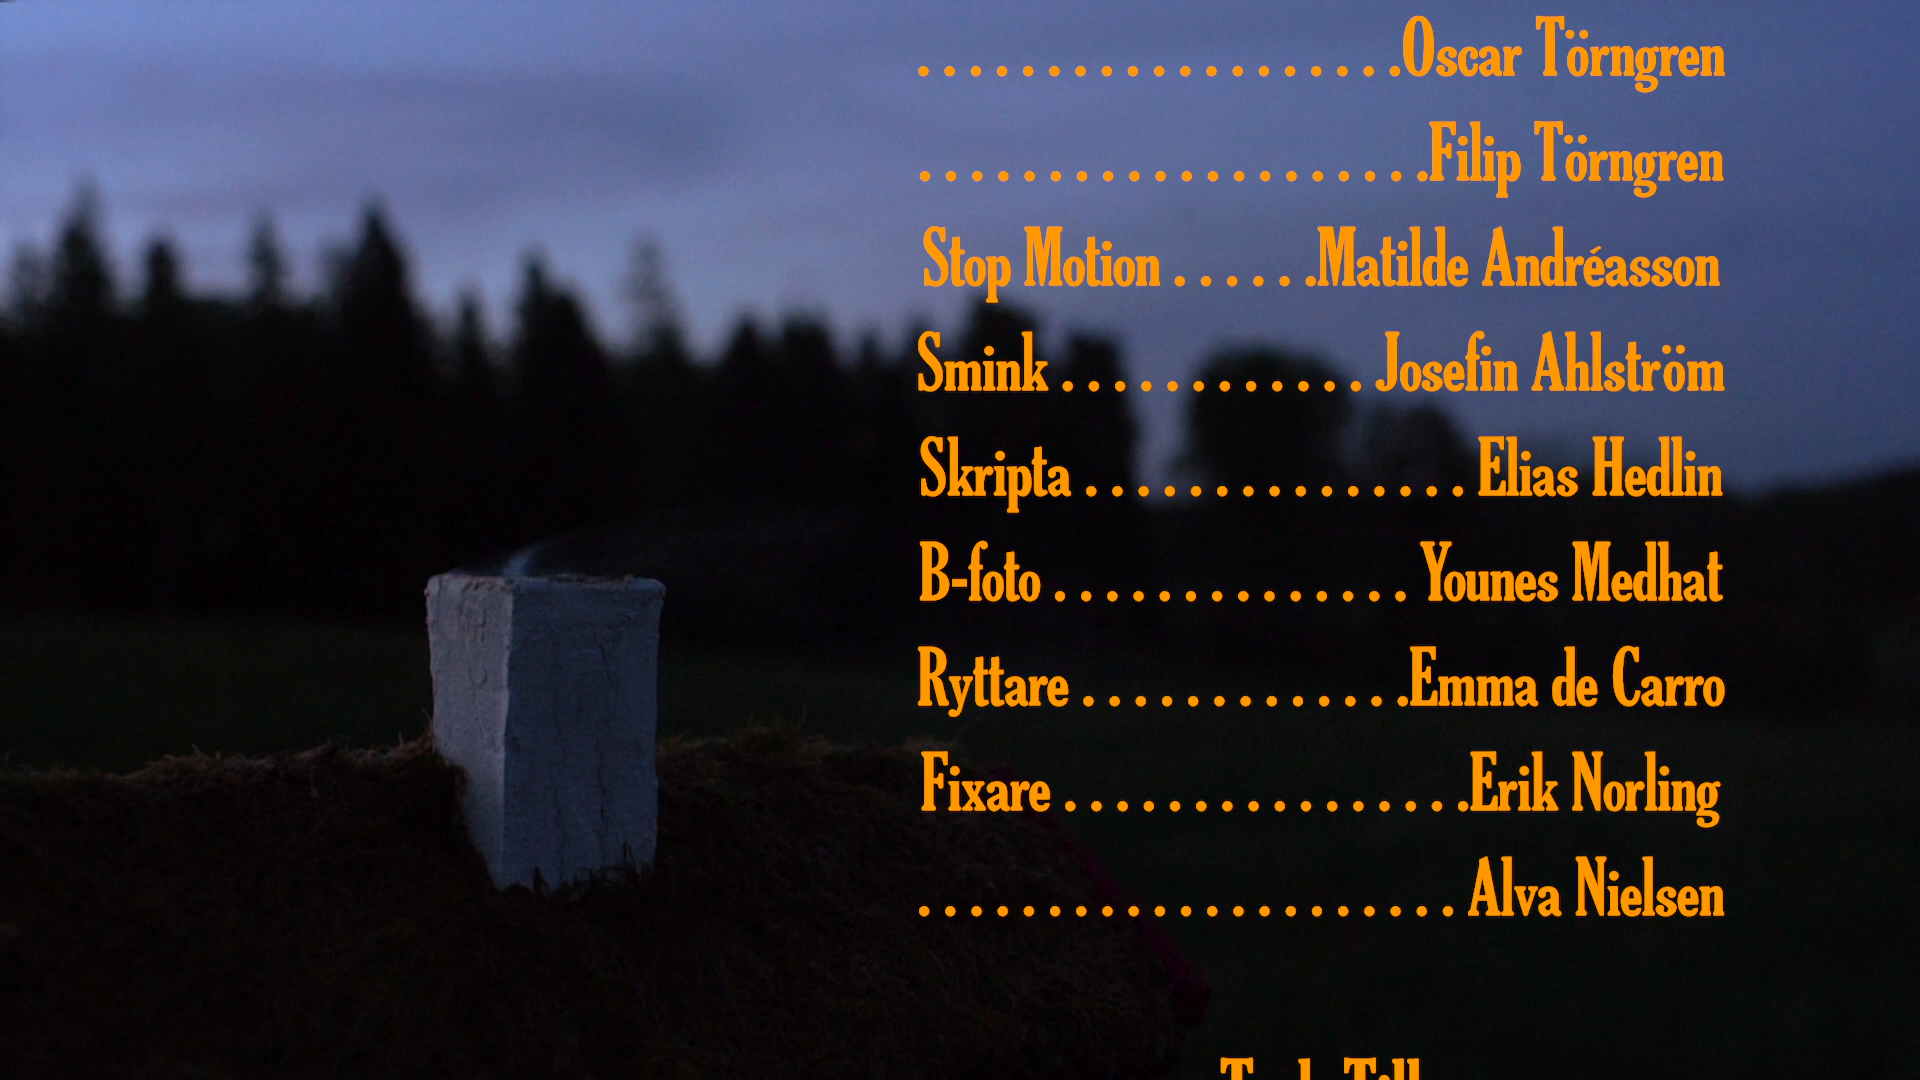 . . . . . . . . . . . . . . . . . . .Oscar Törngren
. . . . . . . . . . . . . . . . . . . .Filip Törngren
Stop Motion . . . . . .Matilde Andréasson
Smink . . . . . . . . . . . . Josefin Ahlström
Skripta . . . . . . . . . . . . . . . Elias Hedlin
B-foto . . . . . . . . . . . . . . Younes Medhat
Ryttare . . . . . . . . . . . . .Emma de Carro
Fixare . . . . . . . . . . . . . . . .Erik Norling
. . . . . . . . . . . . . . . . . . . . . Alva Nielsen